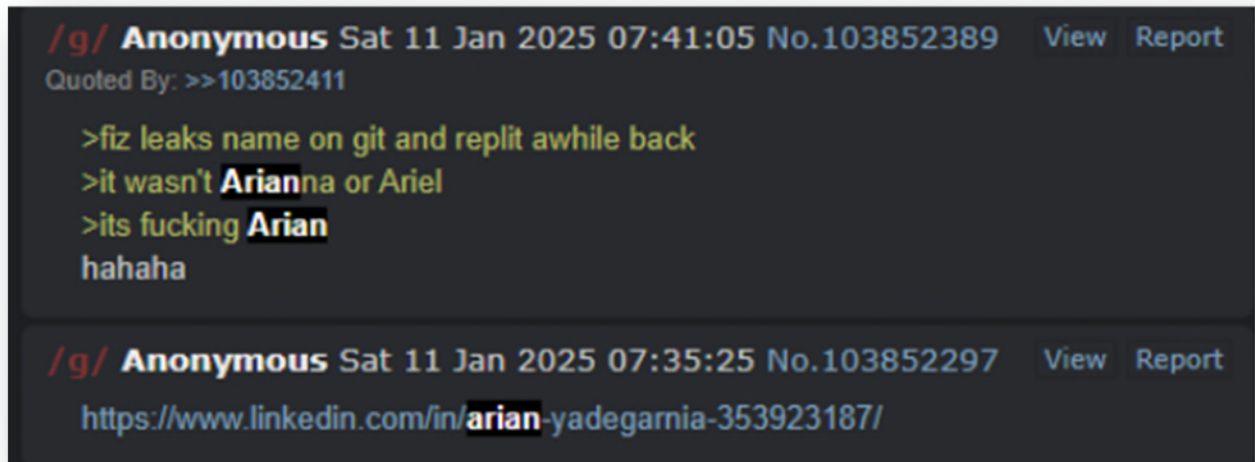 /g/ Anonymous Sat 11 Jan 2025 07:41:05 No.103852389 View Report
Quoted By: >>103852411
>fiz leaks name on git and replit awhile back
>it wasn't Arianna or Ariel
>its fucking Arian
hahaha
/g/ Anonymous Sat 11 Jan 2025 07:35:25 No.103852297 View Report
https://www.linkedin.com/in/arian-yadegarnia-353923187/